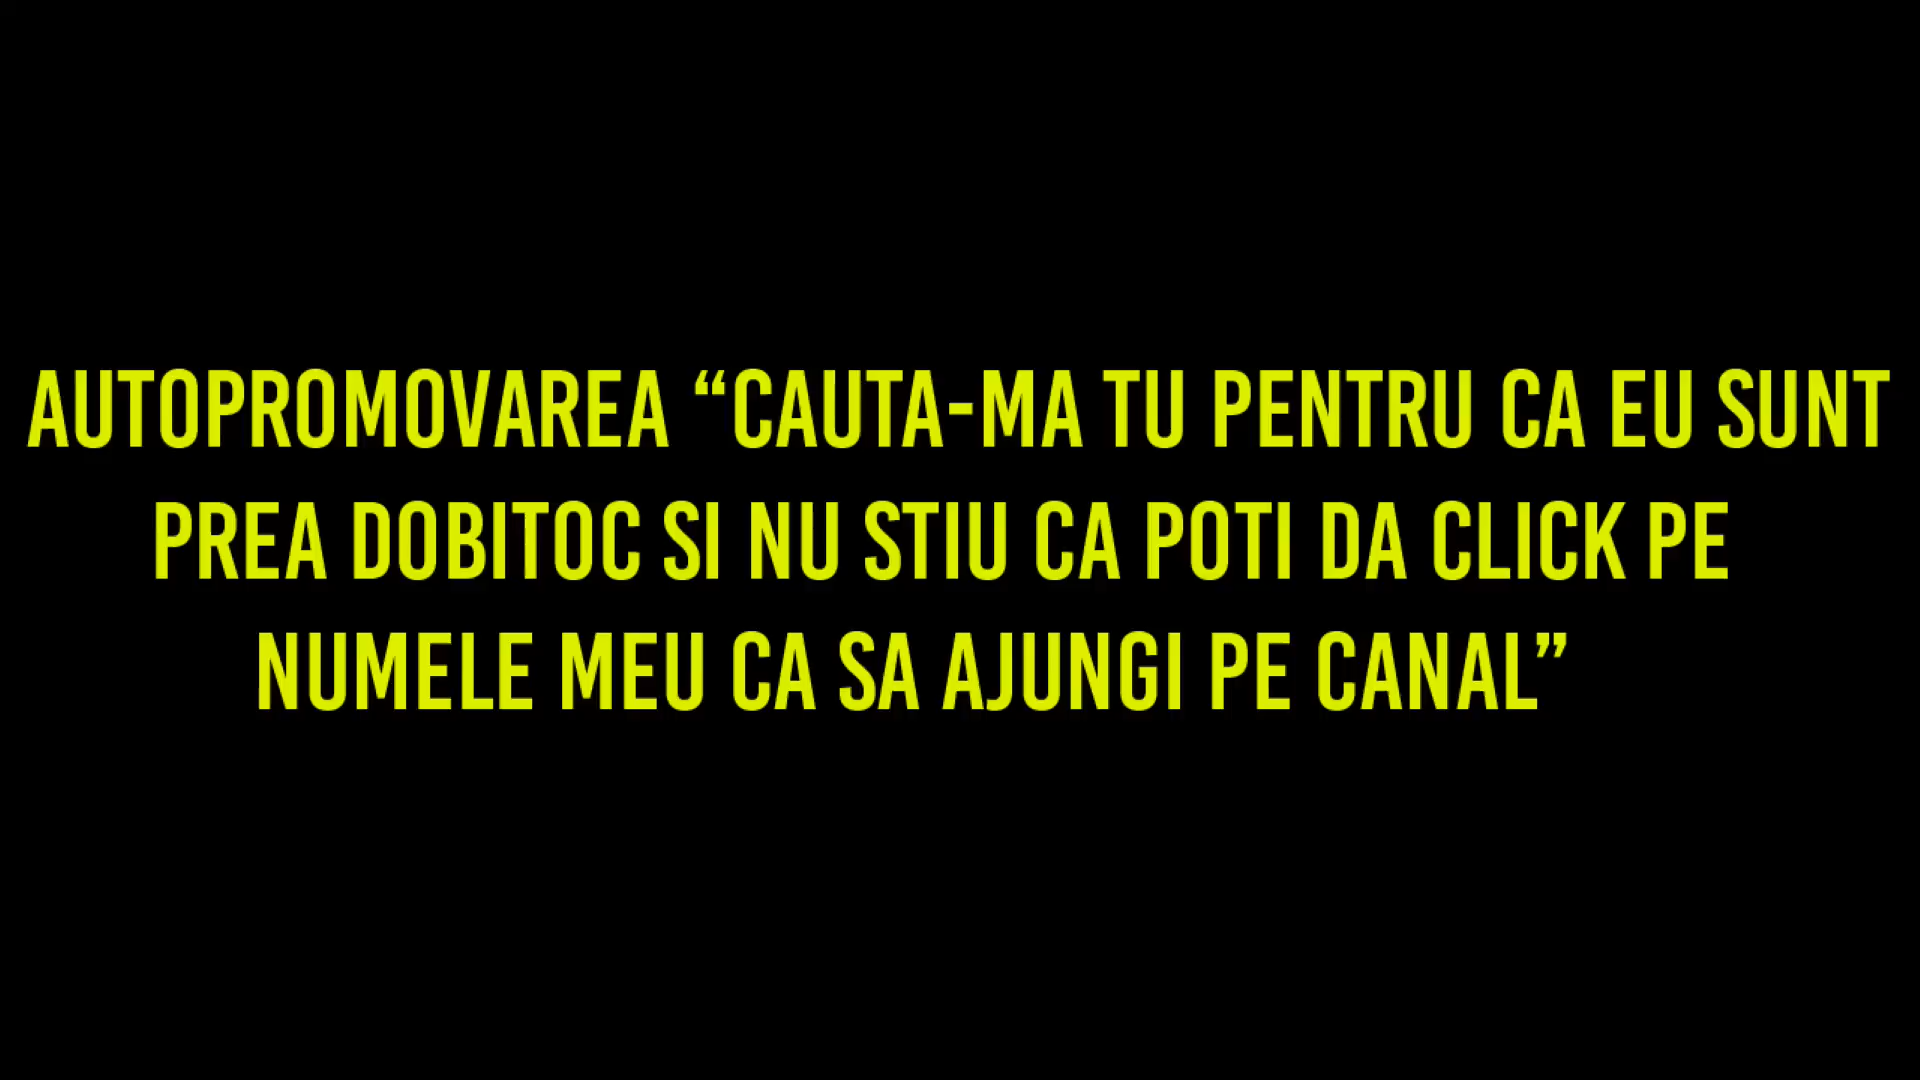 AUTOPROMOVAREA “CAUTA-MA TU PENTRU CA EU SUNT
PREA DOBITOC SI NU STIU CA POTI DA CLICK PE
NUMELE MEU CA SA AJUNGI PE CANAL”